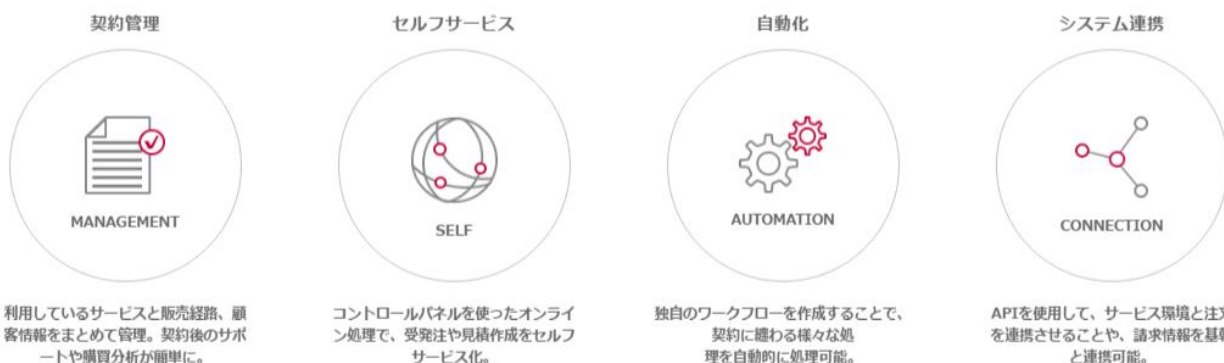 契約管理
MANAGEMENT
利用しているサービスと販売経路、顧
客情報をまとめて管理。契約後のサポ
ートや購買分析が簡単に。
セルフサービス
SELF
コントロールパネルを使ったオンライ
ン処理で、受発注や見積作成をセルフ
サービス化。
自動化
AUTOMATION
独自のワークフローを作成することで、
契約に纏わる様々な処
理を自動的に処理可能。
システム連携
CONNECTION
APIを使用して、サービス環境と注文
を連携させることや、請求情報を基幹
と連携可能。